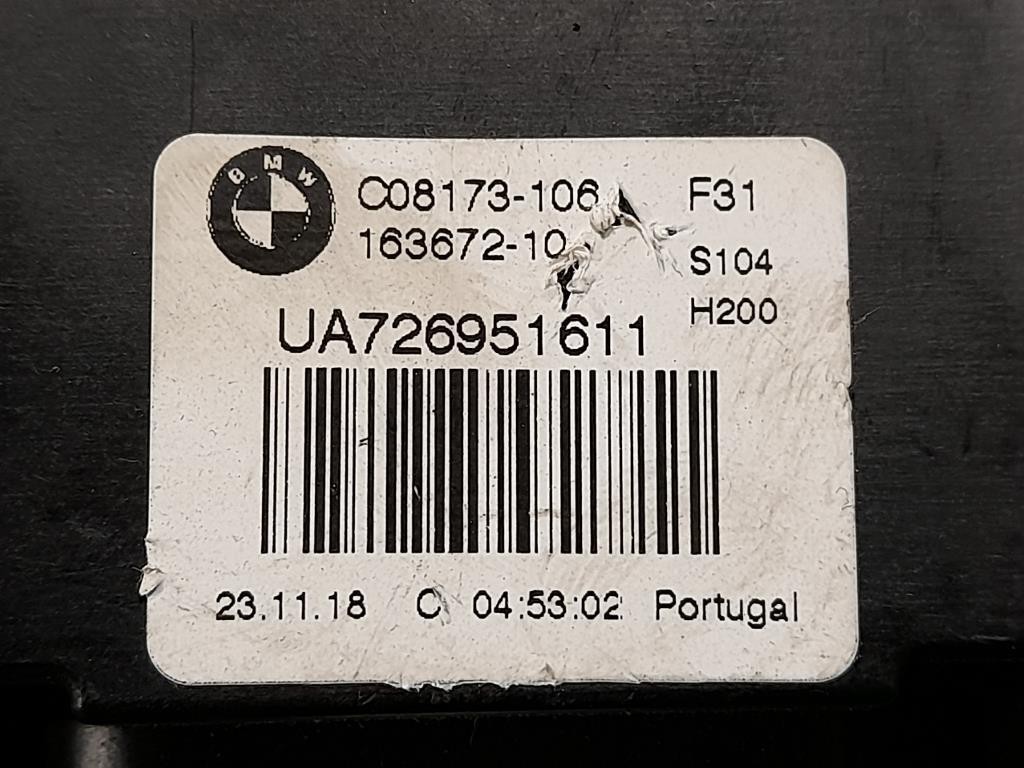 BMW
C08173-106 F31
163672-10
S104
H200
UA726951611
23.11.18 C 04:53:02 Portugal